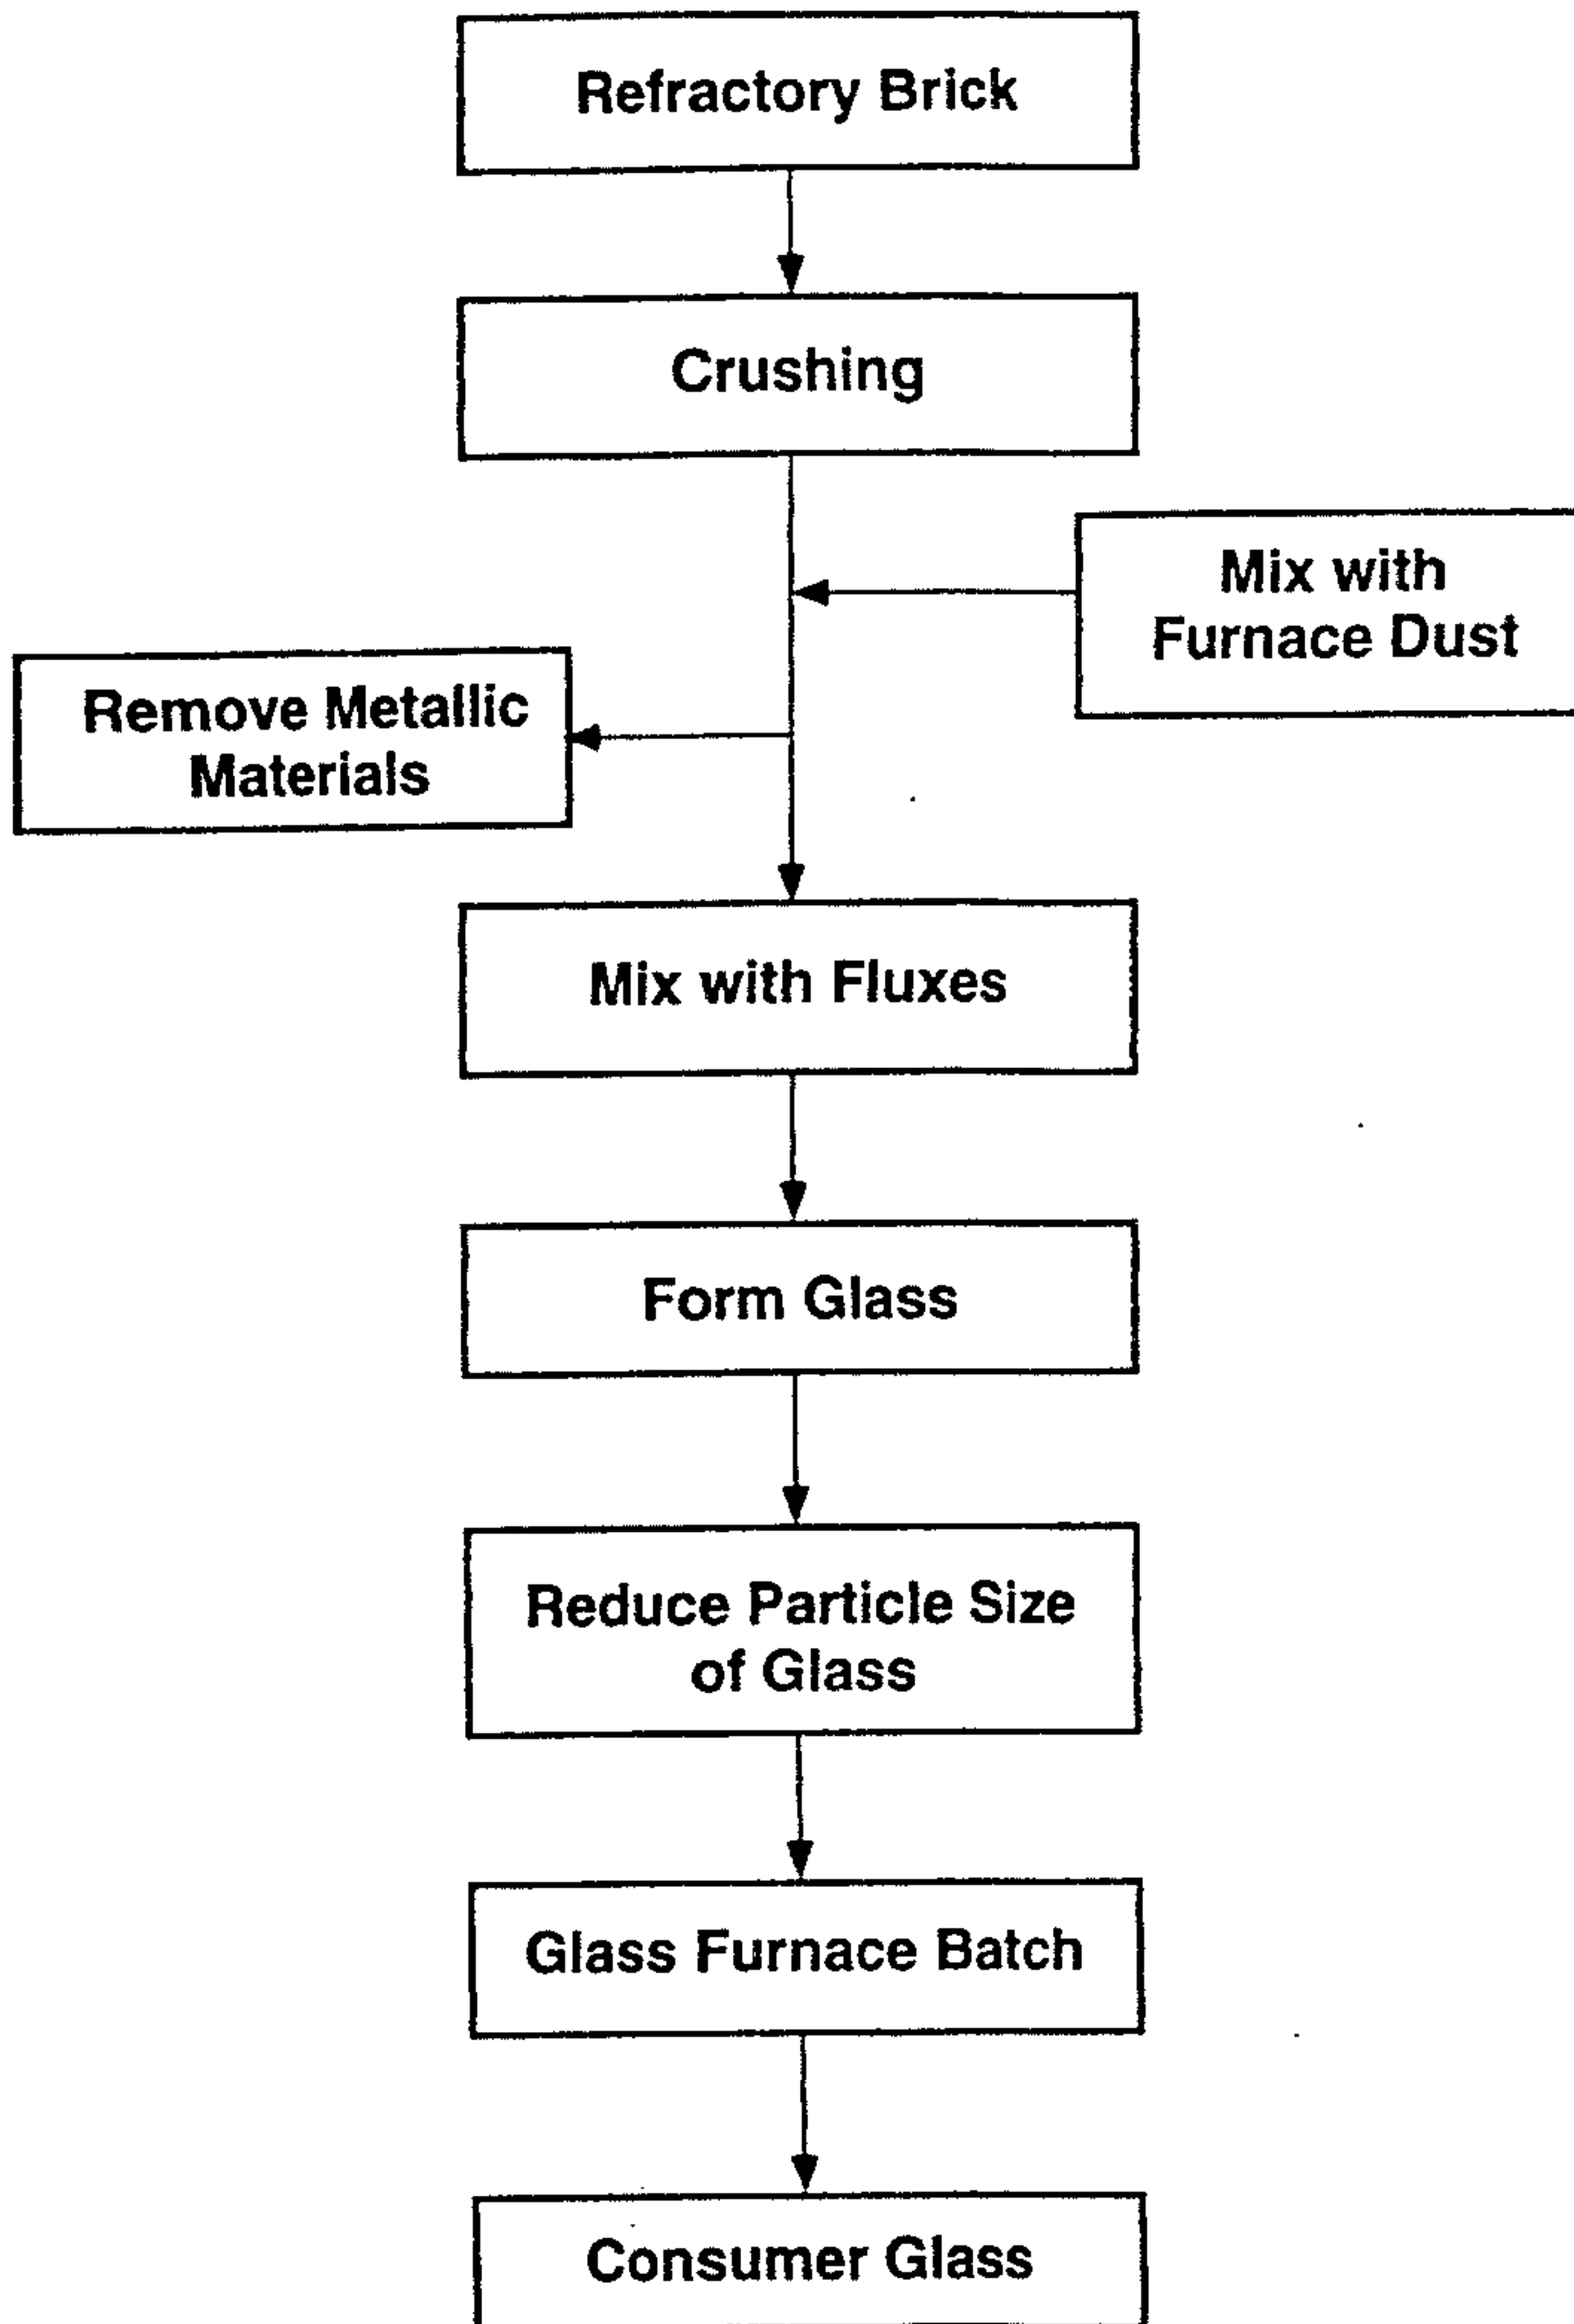 Refractory Brick
Crushing
Mix with
Furnace Dust
Remove Metallic
Materials
Mix with Fluxes
Form Glass
Reduce Particle Size
of Glass
Glass Furnace Batch
Consumer Glass